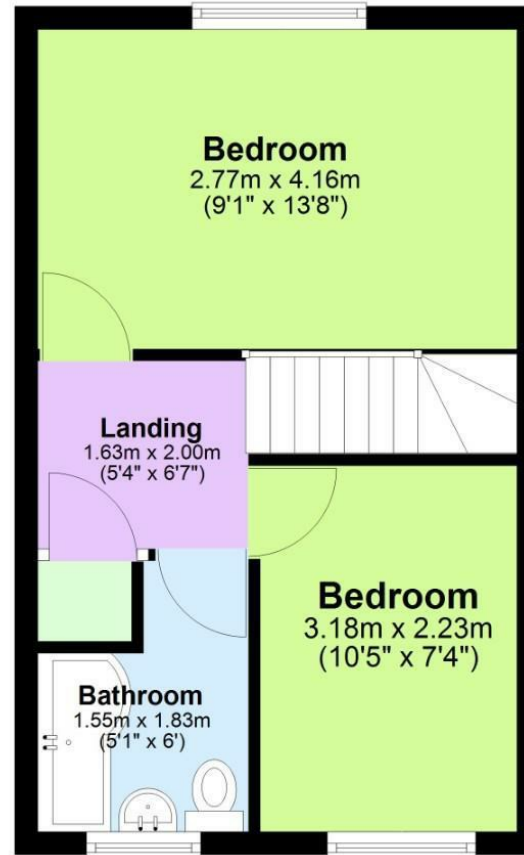 Bedroom
2.77m x 4.16m
(9'1" x 13'8")
Landing
1.63m x 2.00m
(5'4" x 6'7")
Bedroom
3.18m x 2.23m
(10'5" x 7'4")
Bathroom
1.55m x 1.83m
(5'1" x 6')